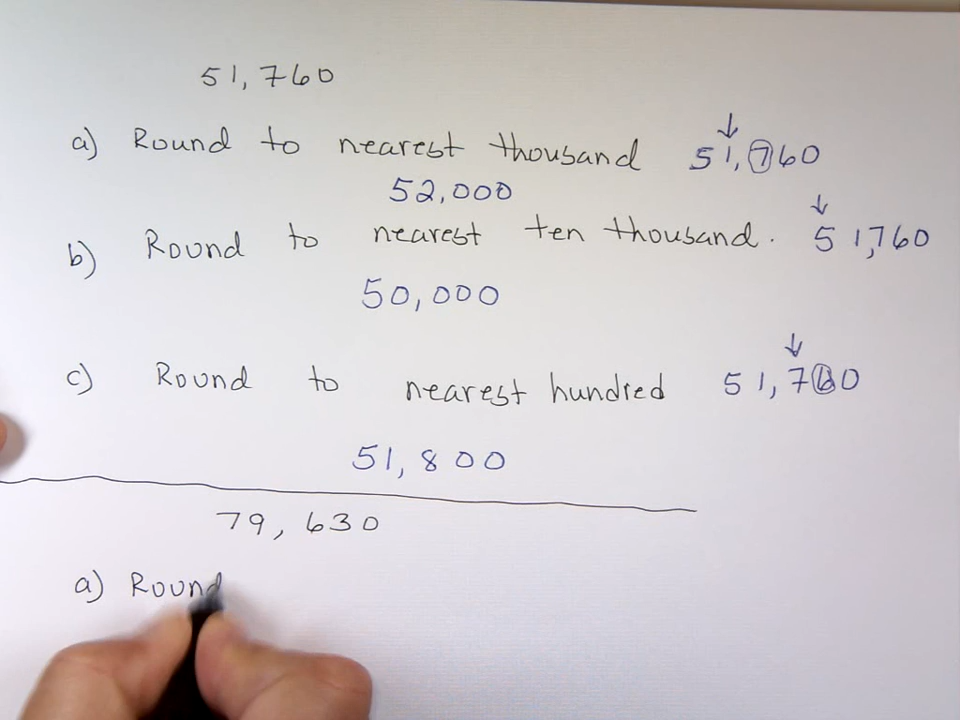 51,760
a) Round to nearest thousand 51,760
52,000
b) Round to nearest ten thousand. 51,760
50,000
c) Round to nearest hundred 51,760
51,800
79,630
a) Round